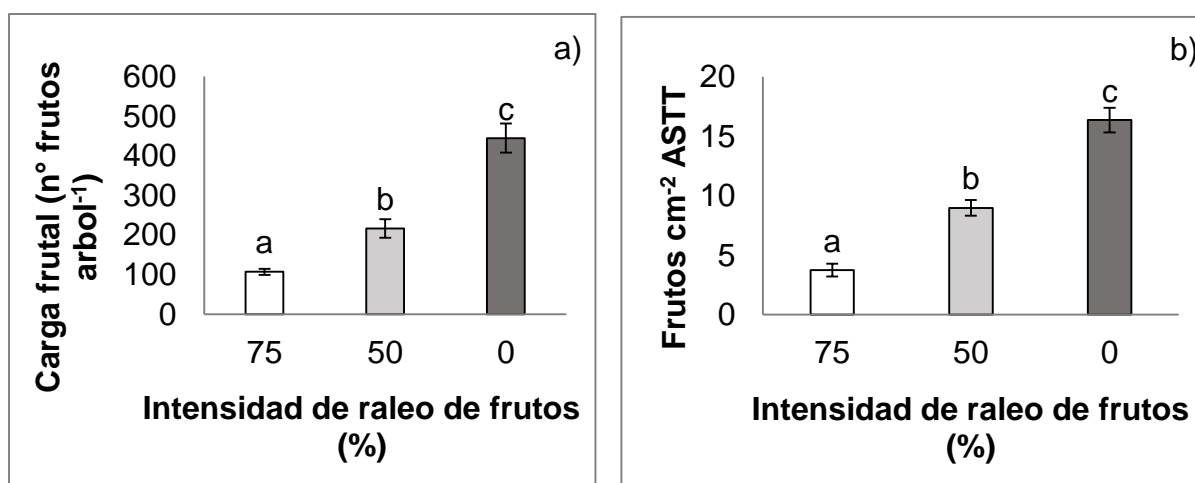 a)
Carga frutal (n° frutos
arbol⁻¹)
600
500
400
300
200
100
0
a
b
c
75 50 0
Intensidad de raleo de frutos
(%)
b)
Frutos cm⁻² ASTT
20
15
10
5
0
a
b
c
75 50 0
Intensidad de raleo de frutos
(%)